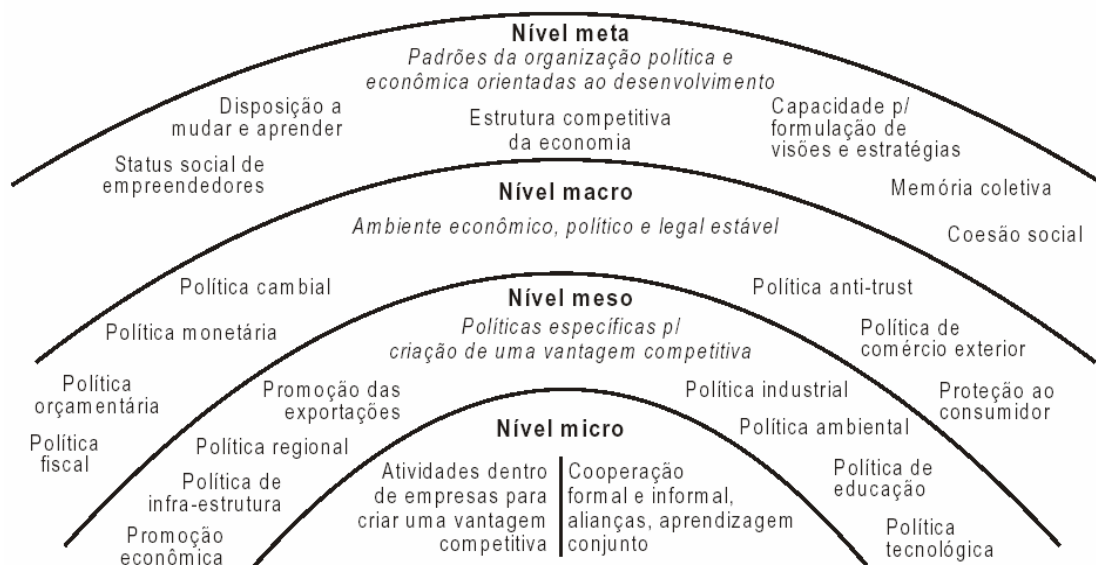 Nível meta
Padrões da organização política e
econômica orientadas ao desenvolvimento
Disposição a
mudar e aprender
Estrutura competitiva
da economia
Capacidade p/
formulação de
visões e estratégias
Status social de
empreendedores
Memória coletiva
Coesão social
Nível macro
Ambiente econômico, político e legal estável
Política cambial
Política anti-trust
Política monetária
Política de
comércio exterior
Política
orçamentária
Proteção ao
consumidor
Política
fiscal
Nível meso
Políticas específicas p/
criação de uma vantagem competitiva
Promoção das
exportações
Política industrial
Política regional
Política ambiental
Política de
infra-estrutura
Política de
educação
Promoção
econômica
Política
tecnológica
Nível micro
Atividades dentro
de empresas para
criar uma vantagem
competitiva
Cooperação
formal e informal,
alianças, aprendizagem
conjunto